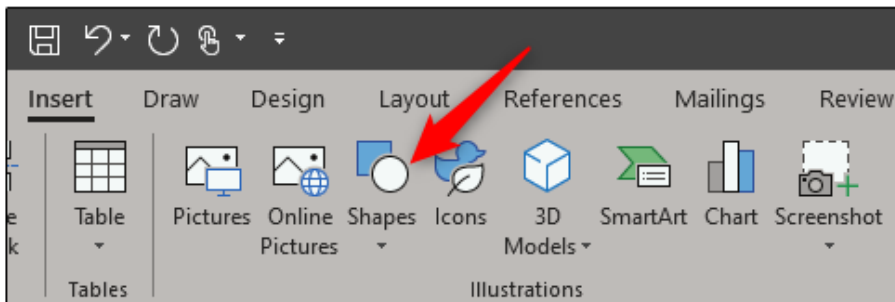 Insert Draw Design Layout References Mailings Review
Table Pictures Online Shapes Icons 3D SmartArt Chart Screenshot
Pictures Models
Tables Illustrations